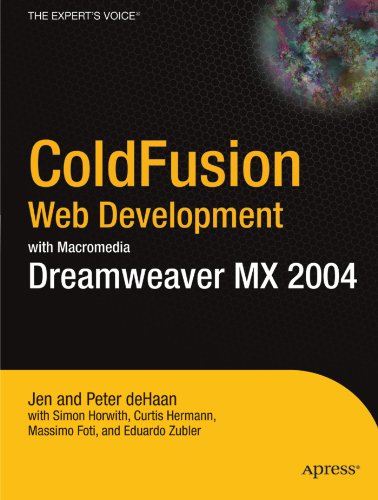 THE EXPERT'S VOICE®
ColdFusion
Web Development
with Macromedia
Dreamweaver MX 2004
Jen and Peter deHaan
with Simon Horwith, Curtis Hermann,
Massimo Foti, and Eduardo Zubler
Apress®